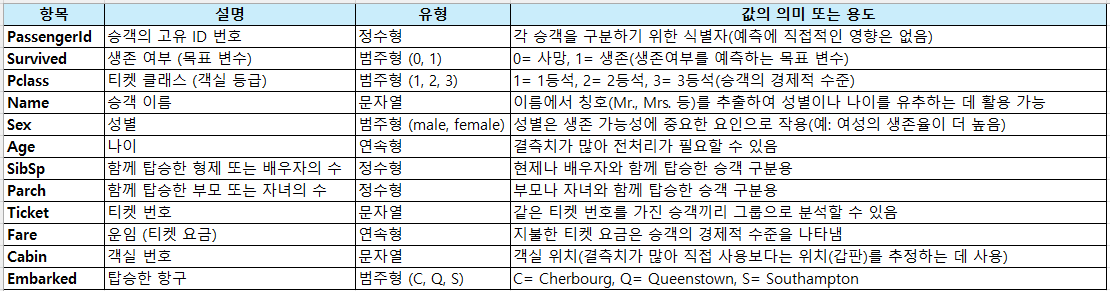 항목 설명 유형 값의 의미 또는 용도
PassengerId 승객의 고유 ID 번호 정수형 각 승객을 구분하기 위한 식별자(예측에 직접적인 영향은 없음)
Survived 생존 여부 (목표 변수) 범주형 (0, 1) 0= 사망, 1= 생존(생존여부를 예측하는 목표 변수)
Pclass 티켓 클래스 (객실 등급) 범주형 (1, 2, 3) 1= 1등석, 2= 2등석, 3= 3등석(승객의 경제적 수준)
Name 승객 이름 문자열 이름에서 칭호(Mr., Mrs. 등)를 추출하여 성별이나 나이를 유추하는 데 활용 가능
Sex 성별 범주형 (male, female) 성별은 생존 가능성에 중요한 요인으로 작용(예: 여성의 생존율이 더 높음)
Age 나이 연속형 결측치가 많아 전처리가 필요할 수 있음
SibSp 함께 탑승한 형제 또는 배우자의 수 정수형 현제나 배우자와 함께 탑승한 승객 구분용
Parch 함께 탑승한 부모 또는 자녀의 수 정수형 부모나 자녀와 함께 탑승한 승객 구분용
Ticket 티켓 번호 문자열 같은 티켓 번호를 가진 승객끼리 그룹으로 분석할 수 있음
Fare 운임 (티켓 요금) 연속형 지불한 티켓 요금은 승객의 경제적 수준을 나타냄
Cabin 객실 번호 문자열 객실 위치(결측치가 많아 직접 사용보다는 위치(갑판)를 추정하는 데 사용)
Embarked 탑승한 항구 범주형 (C, Q, S) C= Cherbourg, Q= Queenstown, S= Southampton